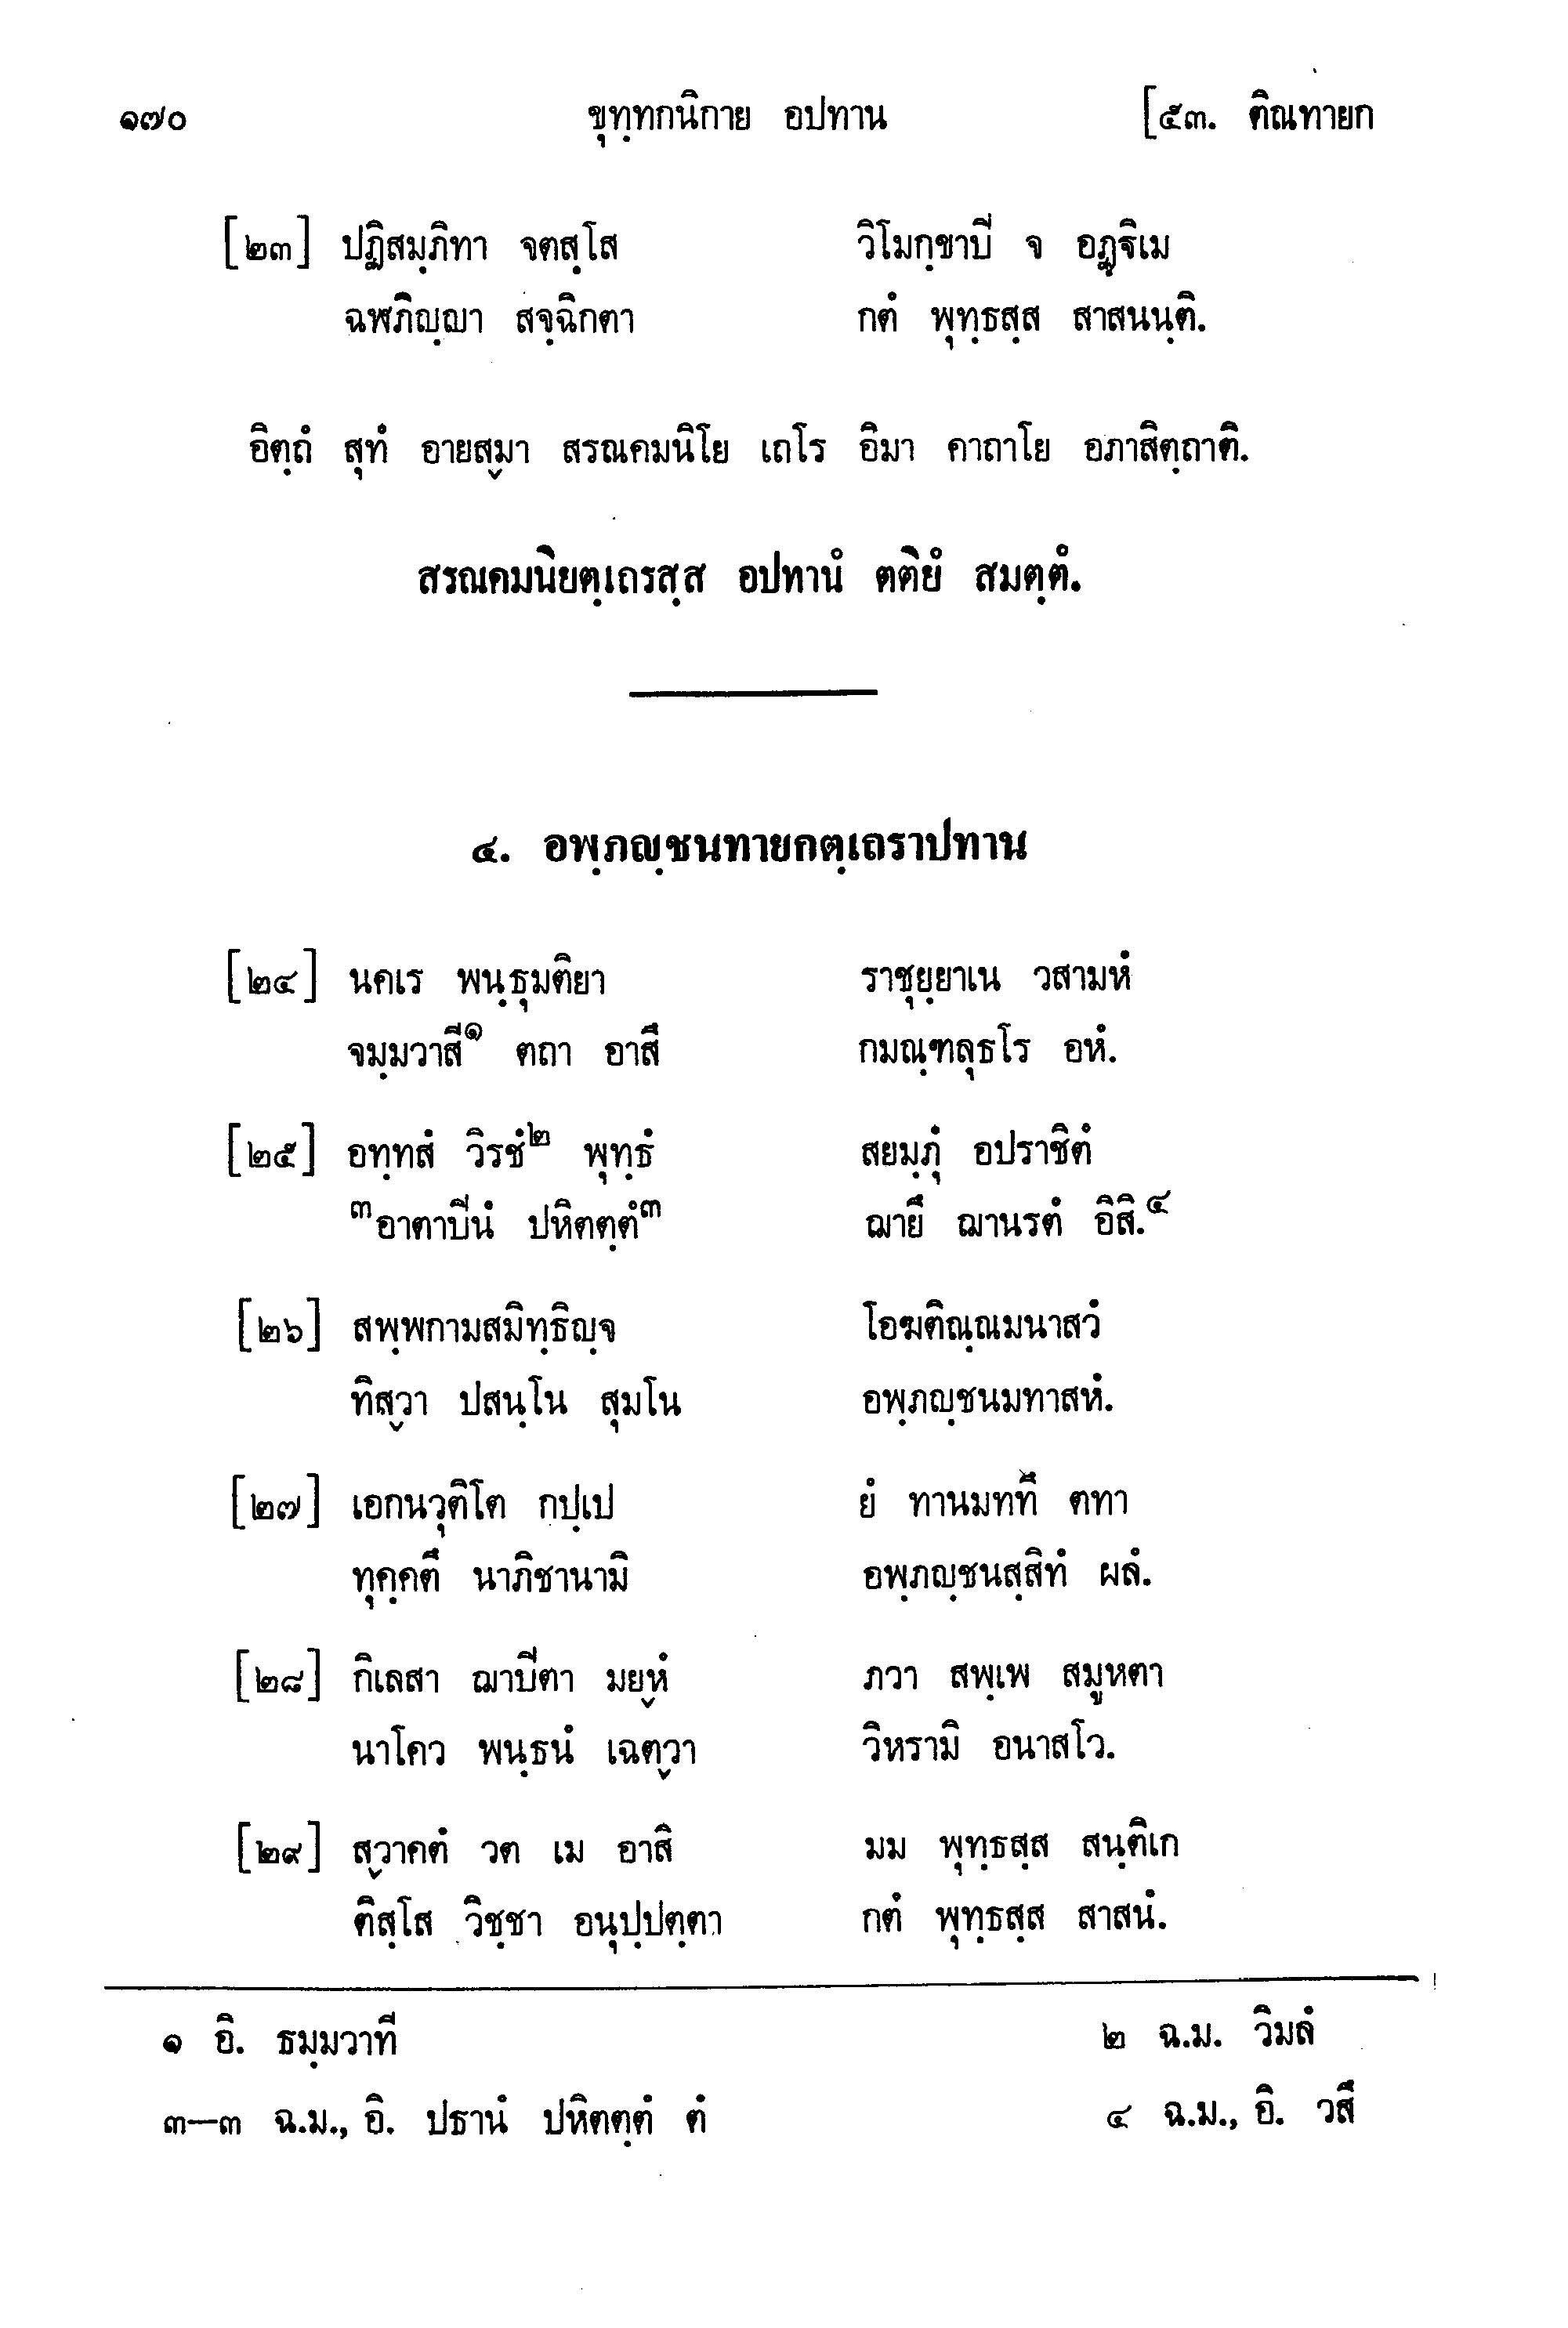 ๑๗๐ ขุทฺทกนิกาย อปทาน [๕๓. ติณทายก
[๒๓] ปฏิสมฺภิทา จตสฺโส วิโมกฺขาปิ จ อฏฺฐิเม
ฉฬภิญฺญา สจฺฉิกตา กตํ พุทฺธสฺส สาสนนฺติ.
อิตฺถํ สุทํ อายสฺมา สรณคมนิโย เถโร อิมา คาถาโย อภาสิตฺถาติ.
สรณคมนิยตฺเถรสฺส อปทานํ ตติยํ สมตฺตํ.
๔. อพฺภญฺชนทายกตฺเถราปทาน
[๒๔] นคเร พนฺธุมติยา ราชุยฺยาเน วสามหํ
จมฺมวาสี๑ ตถา อาสึ กมณฺฑลุธโร อหํ.
[๒๕] อทฺทสํ วิรชํ๒ พุทฺธํ สยมฺภุํ อปราชิตํ
๓อาตาปินํ ปหิตตฺตํ๓ ฌายึ ฌานรตํ อิสิ.๔
[๒๖] สพฺพกามสมิทฺธิญฺจ โอฆติณฺณมนาสวํ
ทิสฺวา ปสนฺโน สุมโน อพฺภญฺชนมทาสหํ.
[๒๗] เอกนวุติโต กปฺเป ยํ ทานมททึ ตทา
ทุคฺคตึ นาภิชานามิ อพฺภญฺชนสฺสิทํ ผลํ.
[๒๘] กิเลสา ฌาปิตา มยฺหํ ภวา สพฺเพ สมูหตา
นาโคว พนฺธนํ เฉตฺวา วิหรามิ อนาสโว.
[๒๙] สฺวาคตํ วต เม อาสิ มม พุทฺธสฺส สนฺติเก
ติสฺโส วิชฺชา อนุปฺปตฺตา กตํ พุทฺธสฺส สาสนํ.
๑ อิ. ธมฺมวาที ๒ ฉ.ม. วิมลํ
๓—๓ ฉ.ม., อิ. ปธานํ ปหิตตฺตํ ตํ ๔ ฉ.ม., อิ. วสึ